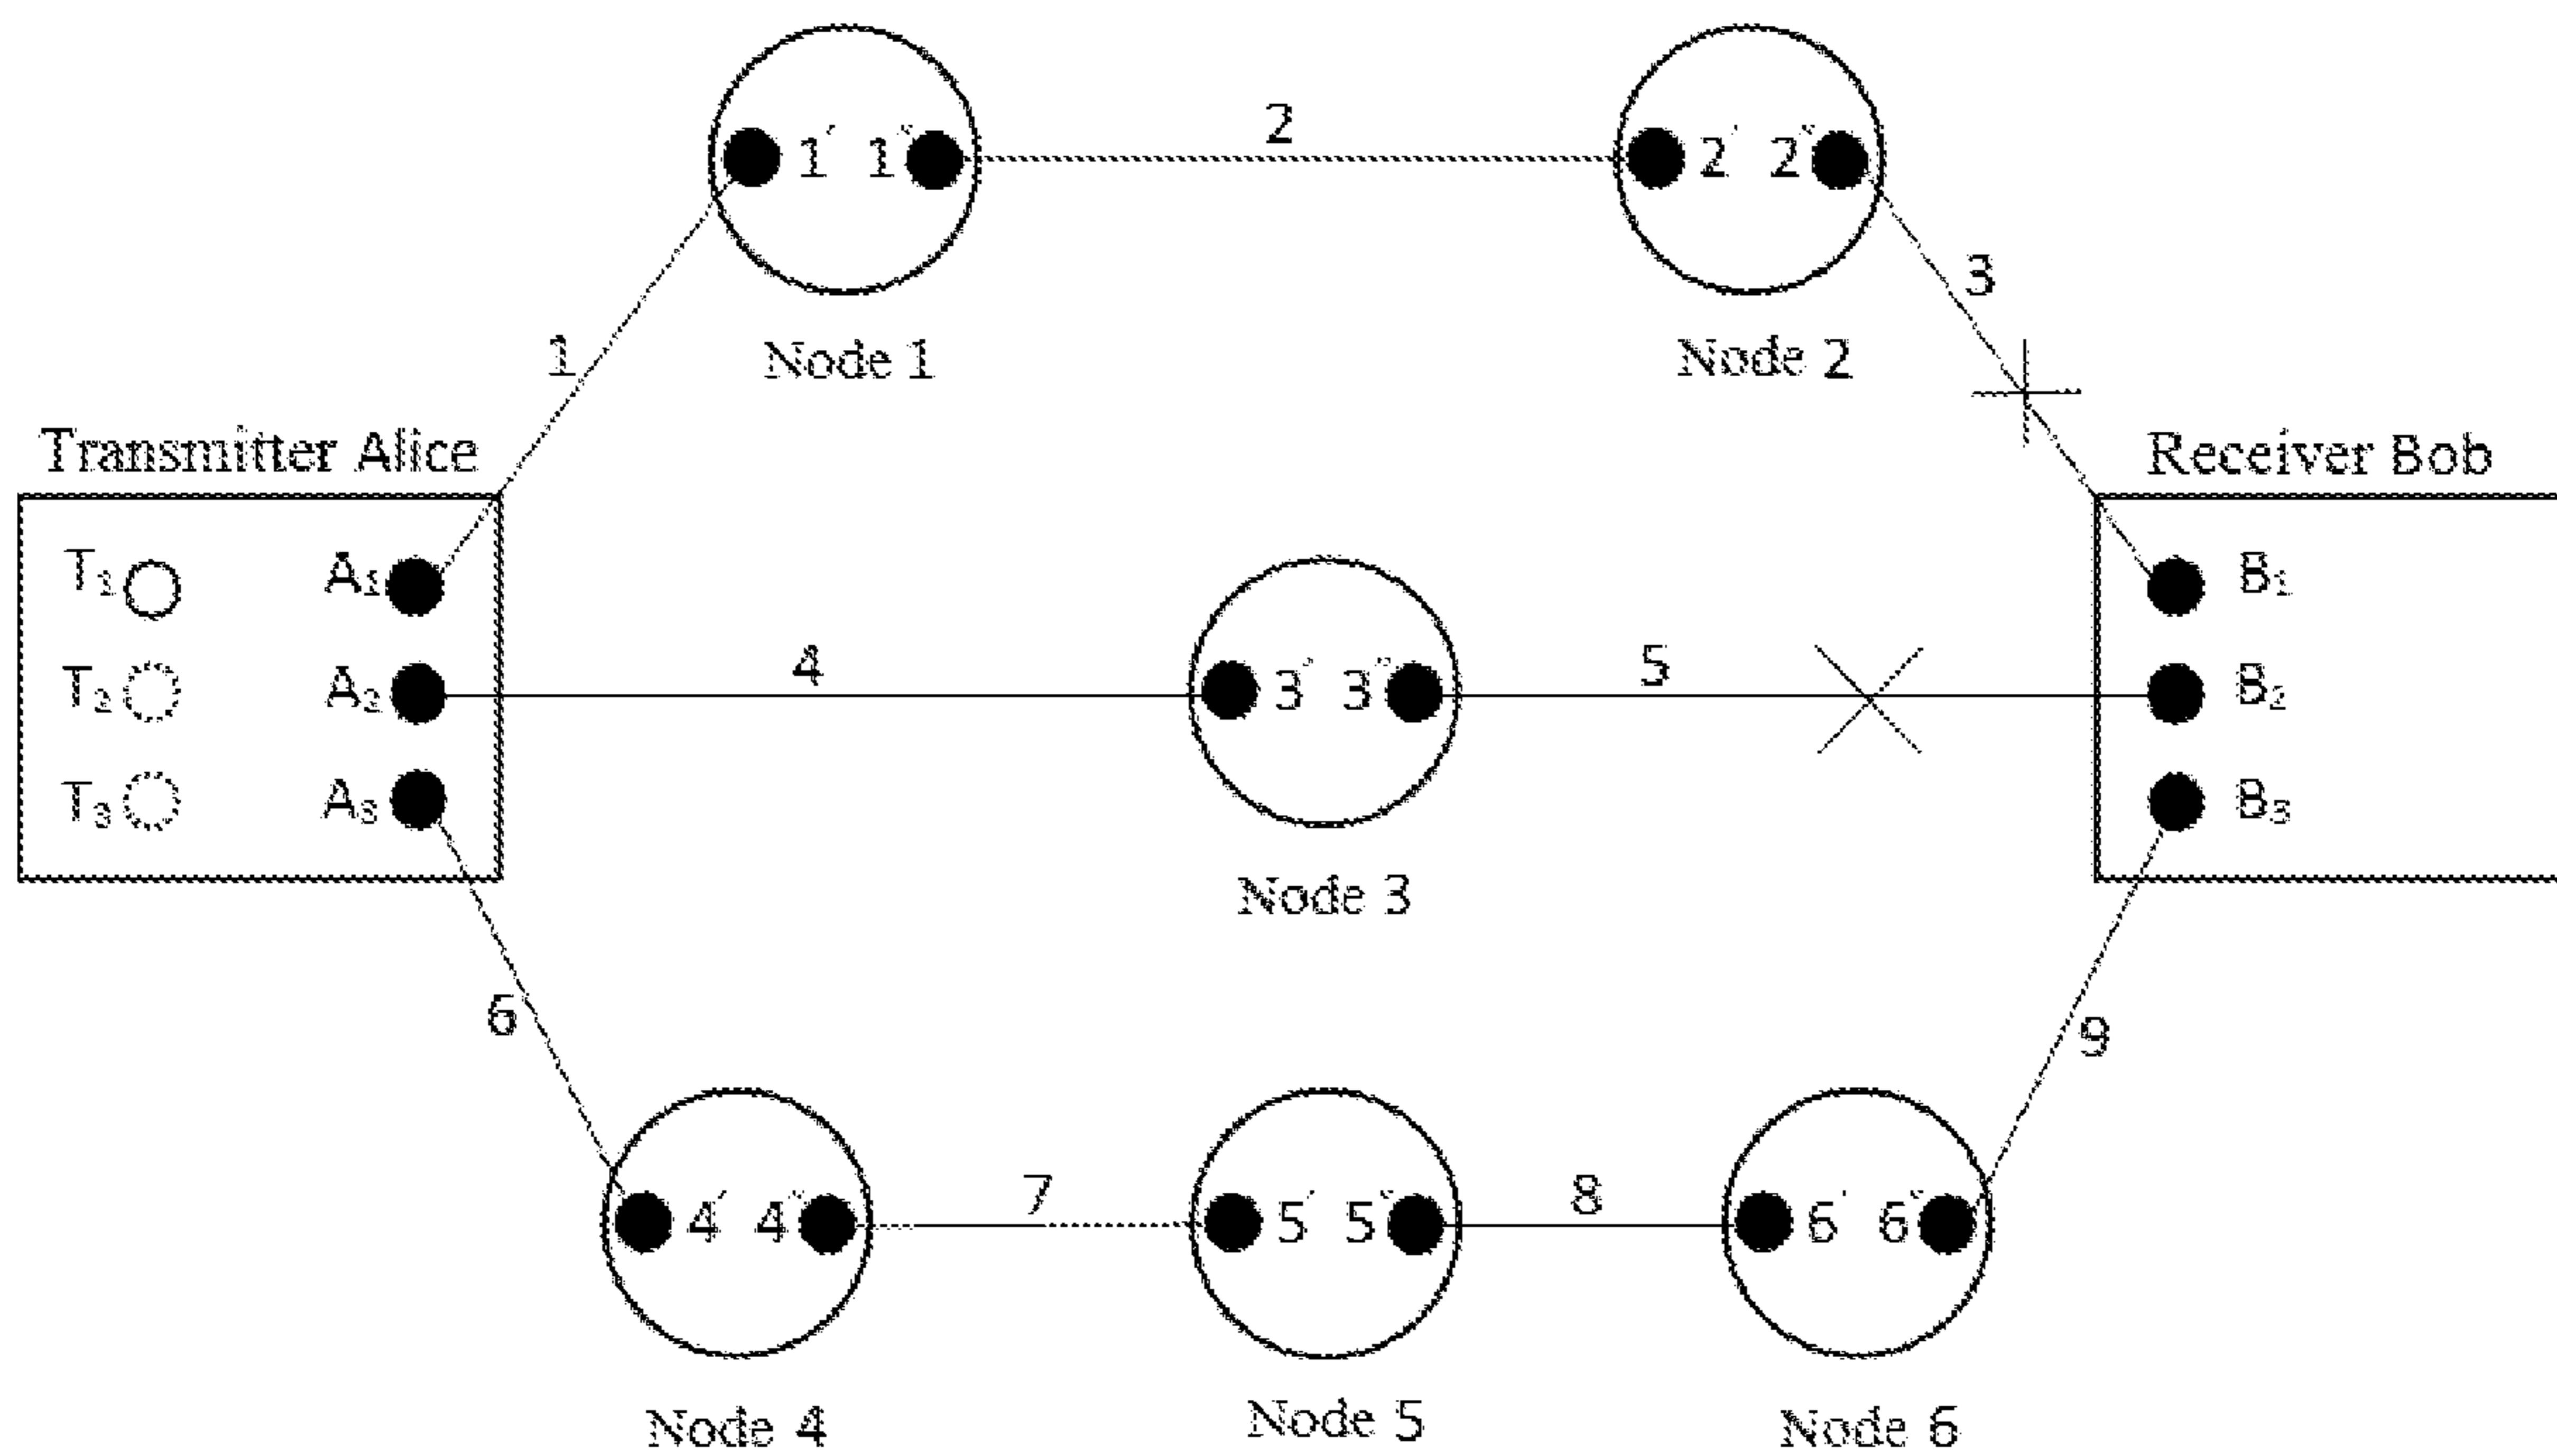 2
1′ 1″
2′ 2″
3
Node 1
Node 2
1
Transmitter Alice
Receiver Bob
T₁ A₁
B₁
4
5
T₂ A₂
3′ 3″
B₂
T₃ A₃
B₃
Node 3
6
9
7
8
4′ 4″
5′ 5″
6′ 6″
Node 4
Node 5
Node 6